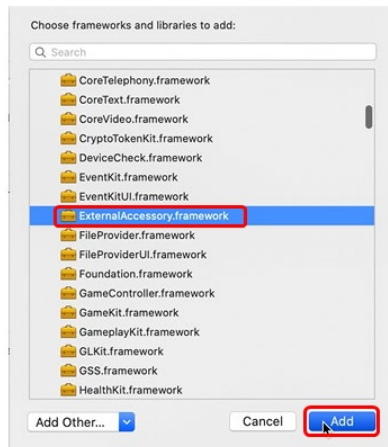 Choose frameworks and libraries to add:
Search
CoreTelephony.framework
CoreText.framework
CoreVideo.framework
CryptoTokenKit.framework
DeviceCheck.framework
EventKit.framework
EventKitUI.framework
ExternalAccessory.framework
FileProvider.framework
FileProviderUI.framework
Foundation.framework
GameController.framework
GameKit.framework
GameplayKit.framework
GLKit.framework
GSS.framework
HealthKit.framework
Add Other... Cancel Add